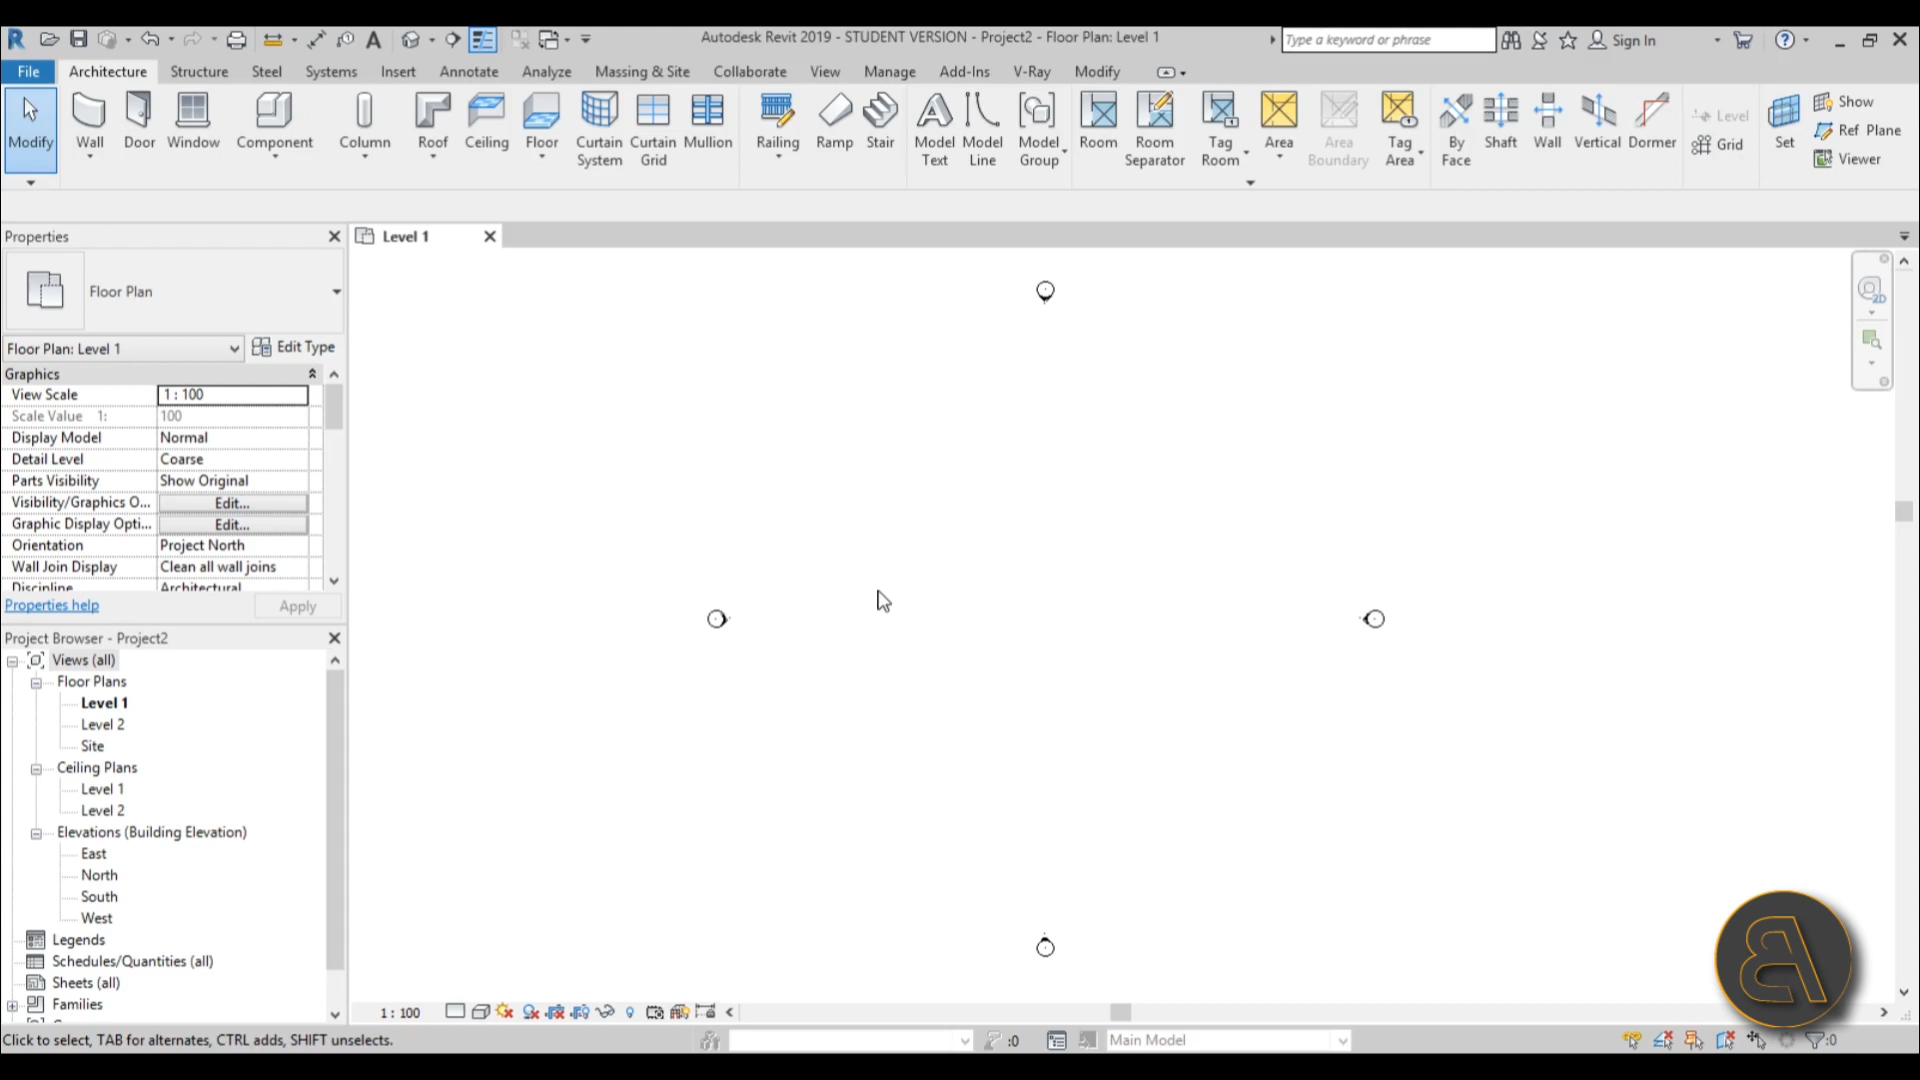 Autodesk Revit 2019 - STUDENT VERSION - Project2 - Floor Plan: Level 1
Type a keyword or phrase
Sign In
File Architecture Structure Steel Systems Insert Annotate Analyze Massing & Site Collaborate View Manage Add-Ins V-Ray Modify
Modify
Wall
Door
Window
Component
Column
Roof
Ceiling
Floor
Curtain System
Curtain Grid
Mullion
Railing
Ramp
Stair
Model Text
Model Line
Model Group
Room
Room Separator
Tag Room
Area
Area Boundary
Tag Area
By Face
Shaft
Wall
Vertical
Dormer
Level
Grid
Set
Show
Ref Plane
Viewer
Properties
Level 1
Floor Plan
Floor Plan: Level 1
Edit Type
Graphics
View Scale 1 : 100
Scale Value 1: 100
Display Model Normal
Detail Level Coarse
Parts Visibility Show Original
Visibility/Graphics O... Edit...
Graphic Display Opti... Edit...
Orientation Project North
Wall Join Display Clean all wall joins
Discipline Architectural
Properties help
Apply
2D
Project Browser - Project2
Views (all)
Floor Plans
Level 1
Level 2
Site
Ceiling Plans
Level 1
Level 2
Elevations (Building Elevation)
East
North
South
West
Legends
Schedules/Quantities (all)
Sheets (all)
Families
1 : 100
Click to select, TAB for alternates, CTRL adds, SHIFT unselects.
:0
Main Model
:0